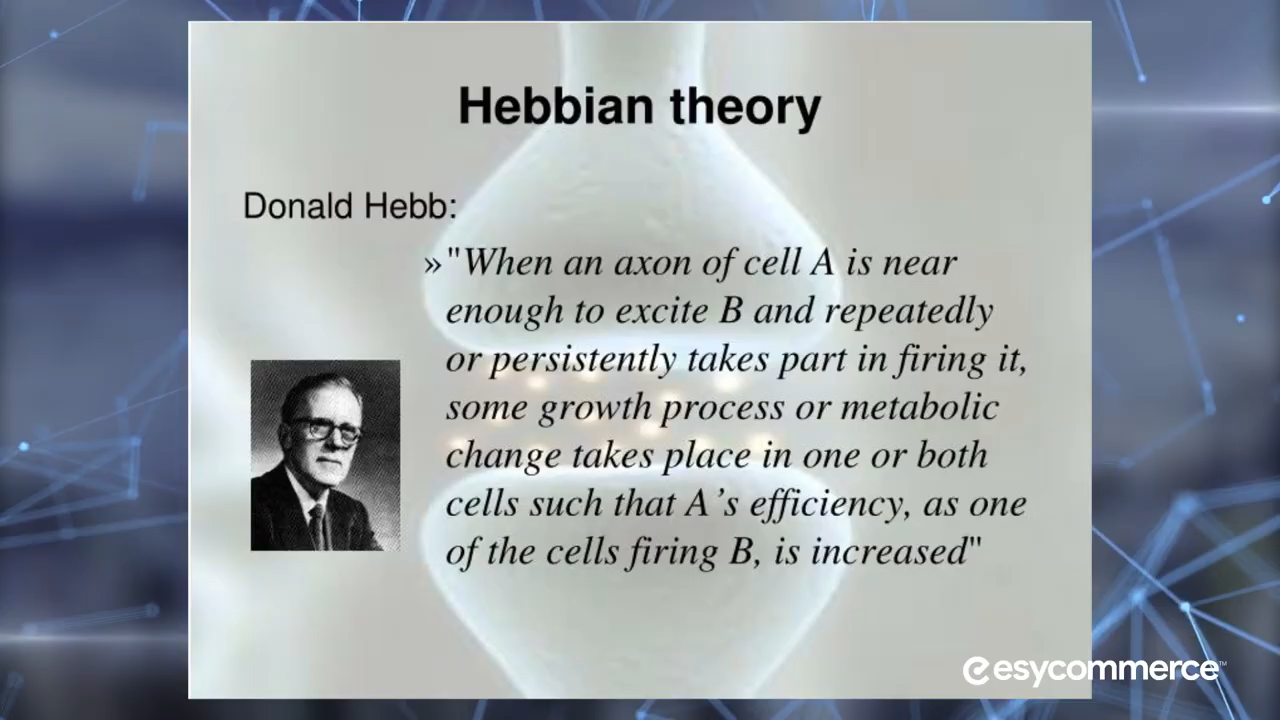 Hebbian theory
Donald Hebb:
»"When an axon of cell A is near
enough to excite B and repeatedly
or persistently takes part in firing it,
some growth process or metabolic
change takes place in one or both
cells such that A's efficiency, as one
of the cells firing B, is increased"
esycommerce™